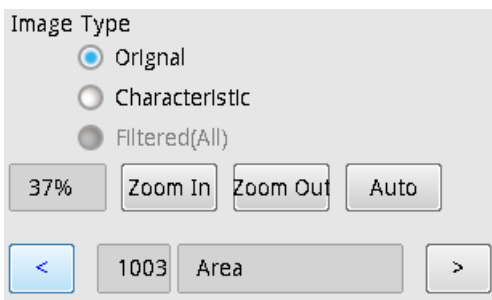 Image Type
Orignal
Characteristic
Filtered(All)
37% Zoom In Zoom Out Auto
< 1003 Area >